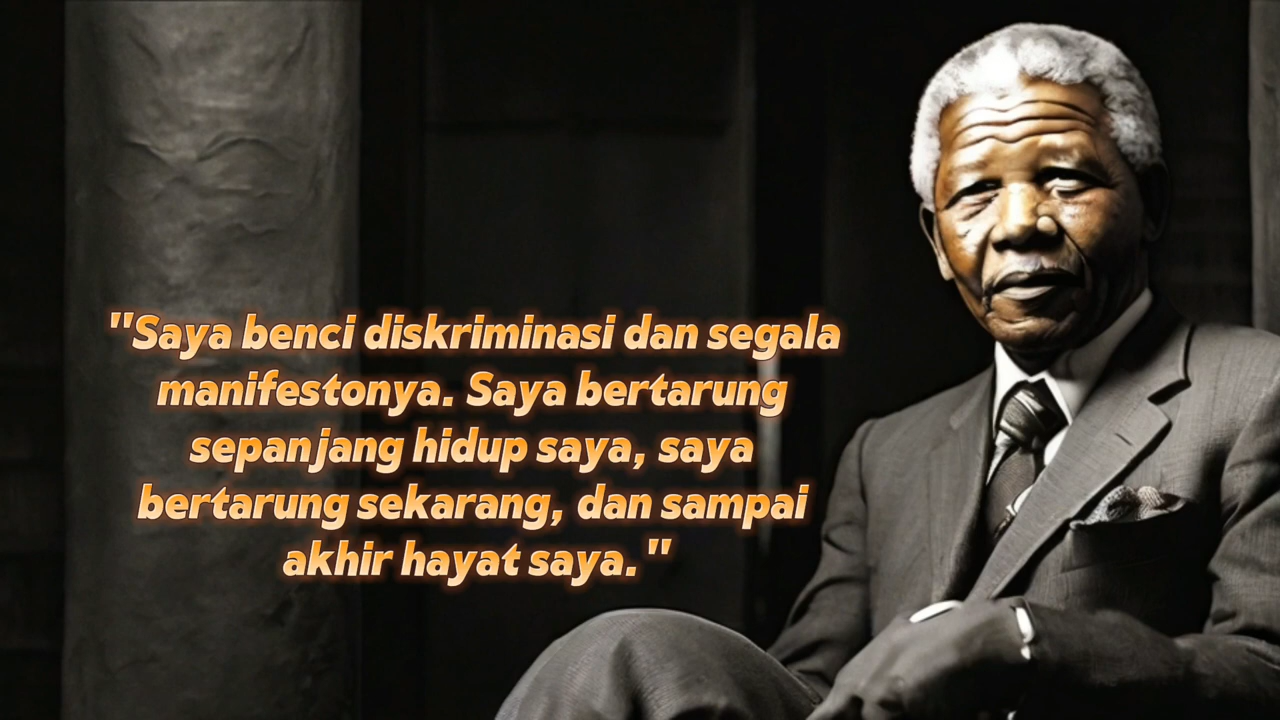 "Saya benci diskriminasi dan segala
manifestonya. Saya bertarung
sepanjang hidup saya, saya
bertarung sekarang, dan sampai
akhir hayat saya."